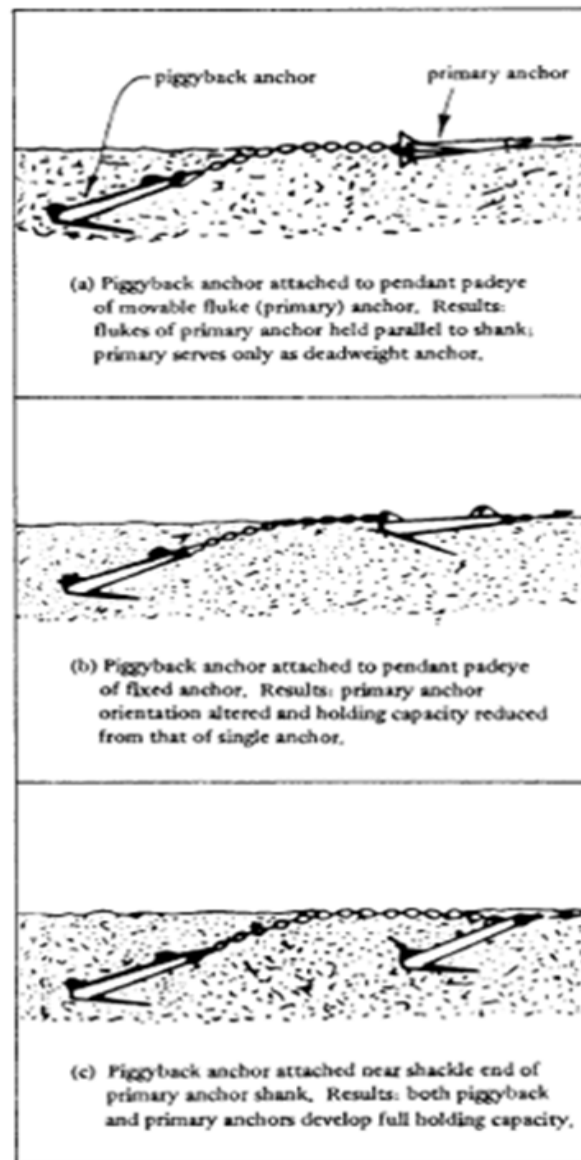 piggyback anchor
primary anchor
(a) Piggyback anchor attached to pendant padeye
of movable fluke (primary) anchor. Results:
flukes of primary anchor held parallel to shank;
primary serves only as deadweight anchor.
(b) Piggyback anchor attached to pendant padeye
of fixed anchor. Results: primary anchor
orientation altered and holding capacity reduced
from that of single anchor.
(c) Piggyback anchor attached near shackle end of
primary anchor shank. Results: both piggyback
and primary anchors develop full holding capacity.